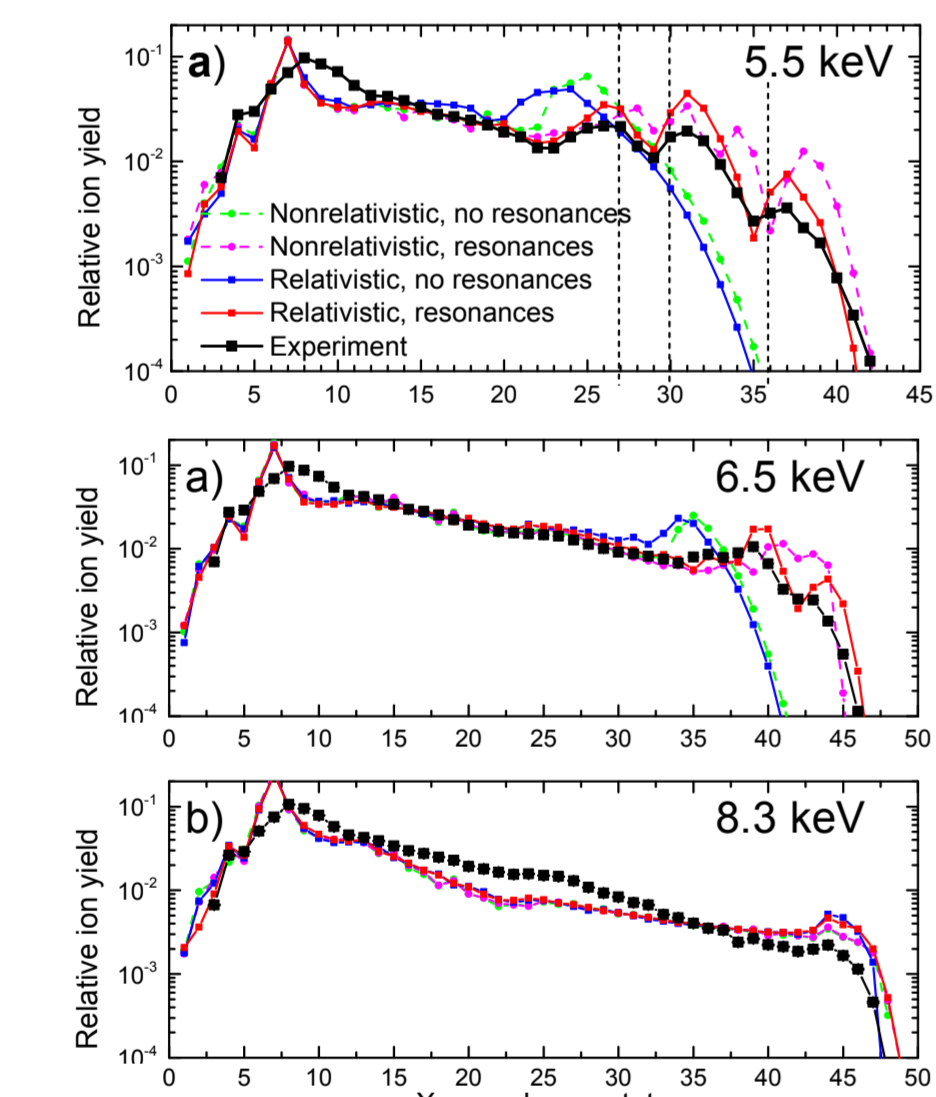 a) 5.5 keV
Relative ion yield
10⁻¹
10⁻²
10⁻³
10⁻⁴
Nonrelativistic, no resonances
Nonrelativistic, resonances
Relativistic, no resonances
Relativistic, resonances
Experiment
0 5 10 15 20 25 30 35 40 45
a) 6.5 keV
Relative ion yield
10⁻¹
10⁻²
10⁻³
10⁻⁴
0 5 10 15 20 25 30 35 40 45 50
b) 8.3 keV
Relative ion yield
10⁻¹
10⁻²
10⁻³
10⁻⁴
0 5 10 15 20 25 30 35 40 45 50